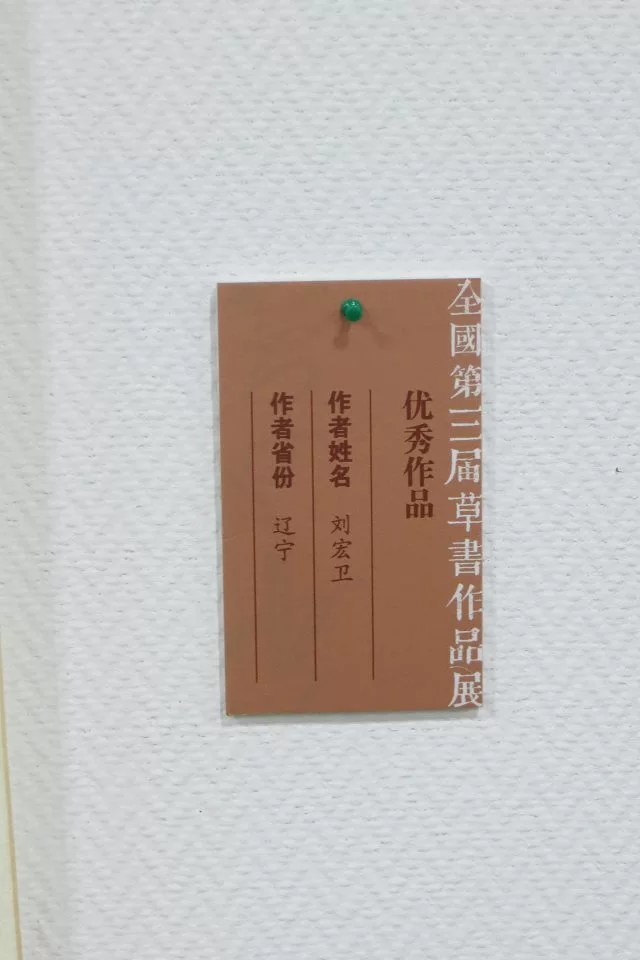 全國第三届草書作品展
优秀作品
作者姓名 刘宏卫
作者省份 辽宁